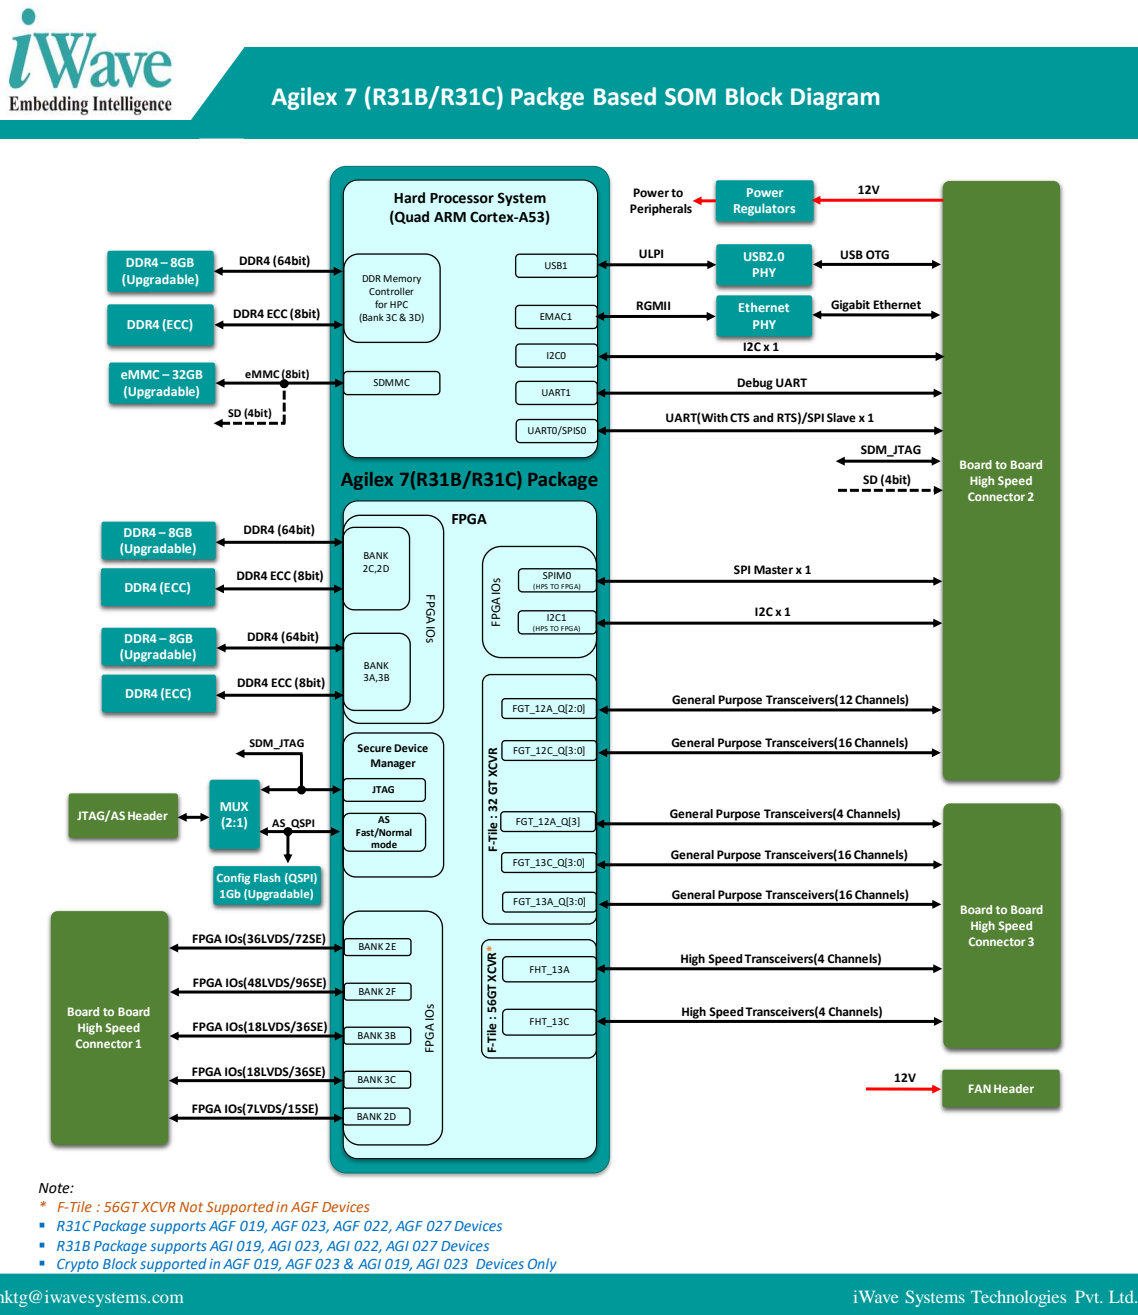 iWave
Embedding Intelligence
Agilex 7 (R31B/R31C) Packge Based SOM Block Diagram
Hard Processor System
(Quad ARM Cortex-A53)
Power to
Peripherals
Power
Regulators
12V
DDR4 – 8GB
(Upgradable)
DDR4 (64bit)
DDR Memory
Controller
for HPC
(Bank 3C & 3D)
USB1
ULPI
USB2.0
PHY
USB OTG
DDR4 (ECC)
DDR4 ECC (8bit)
EMAC1
RGMII
Ethernet
PHY
Gigabit Ethernet
I2C0
I2C x 1
eMMC – 32GB
(Upgradable)
eMMC (8bit)
SDMMC
SD (4bit)
UART1
Debug UART
UART0/SPIS0
UART(With CTS and RTS)/SPI Slave x 1
SDM_JTAG
SD (4bit)
Board to Board
High Speed
Connector 2
Agilex 7(R31B/R31C) Package
FPGA
DDR4 – 8GB
(Upgradable)
DDR4 (64bit)
BANK
2C,2D
DDR4 (ECC)
DDR4 ECC (8bit)
FPGA IOs
DDR4 – 8GB
(Upgradable)
DDR4 (64bit)
BANK
3A,3B
DDR4 (ECC)
DDR4 ECC (8bit)
FPGA IOs
SPIM0
(HPS TO FPGA)
SPI Master x 1
I2C1
(HPS TO FPGA)
I2C x 1
F-Tile : 32 GT XCVR
FGT_12A_Q[2:0]
General Purpose Transceivers(12 Channels)
FGT_12C_Q[3:0]
General Purpose Transceivers(16 Channels)
FGT_12A_Q[3]
General Purpose Transceivers(4 Channels)
FGT_13C_Q[3:0]
General Purpose Transceivers(16 Channels)
FGT_13A_Q[3:0]
General Purpose Transceivers(16 Channels)
SDM_JTAG
Secure Device
Manager
JTAG
JTAG/AS Header
MUX
(2:1)
AS_QSPI
AS
Fast/Normal
mode
Config Flash (QSPI)
1Gb (Upgradable)
Board to Board
High Speed
Connector 3
F-Tile : 56GT XCVR*
FHT_13A
High Speed Transceivers(4 Channels)
FHT_13C
High Speed Transceivers(4 Channels)
Board to Board
High Speed
Connector 1
FPGA IOs(36LVDS/72SE)
BANK 2E
FPGA IOs(48LVDS/96SE)
BANK 2F
FPGA IOs(18LVDS/36SE)
BANK 3B
FPGA IOs(18LVDS/36SE)
BANK 3C
FPGA IOs(7LVDS/15SE)
BANK 2D
FPGA IOs
12V
FAN Header
Note:
* F-Tile : 56GT XCVR Not Supported in AGF Devices
▪ R31C Package supports AGF 019, AGF 023, AGF 022, AGF 027 Devices
▪ R31B Package supports AGI 019, AGI 023, AGI 022, AGI 027 Devices
▪ Crypto Block supported in AGF 019, AGF 023 & AGI 019, AGI 023 Devices Only
mktg@iwavesystems.com
iWave Systems Technologies Pvt. Ltd.